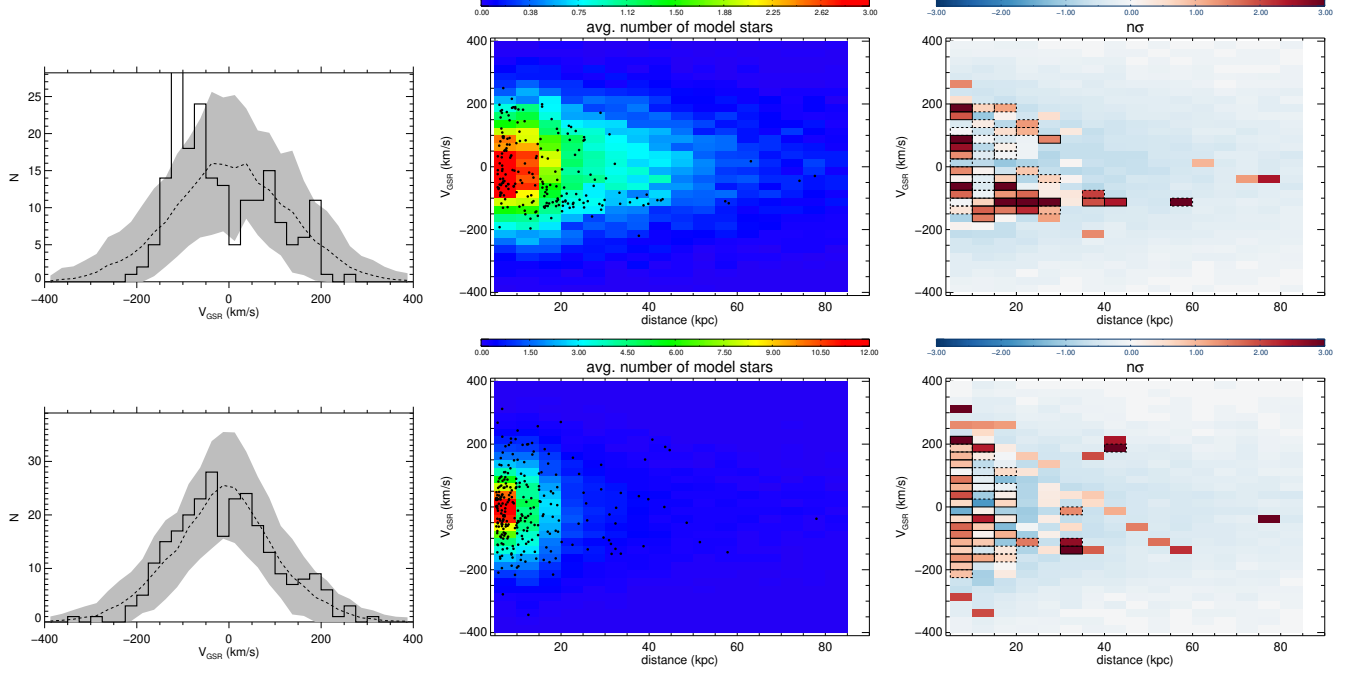 0.00 0.38 0.75 1.12 1.50 1.88 2.25 2.62 3.00
avg. number of model stars
−3.00 −2.00 −1.00 0.00 1.00 2.00 3.00
nσ
25
20
15
10
5
0
N
−400 −200 0 200 400
V_GSR (km/s)
400
200
0
−200
−400
V_GSR (km/s)
20 40 60 80
distance (kpc)
400
200
0
−200
−400
V_GSR (km/s)
20 40 60 80
distance (kpc)
0.00 1.50 3.00 4.50 6.00 7.50 9.00 10.50 12.00
avg. number of model stars
−3.00 −2.00 −1.00 0.00 1.00 2.00 3.00
nσ
30
20
10
0
N
−400 −200 0 200 400
V_GSR (km/s)
400
200
0
−200
−400
V_GSR (km/s)
20 40 60 80
distance (kpc)
400
200
0
−200
−400
V_GSR (km/s)
20 40 60 80
distance (kpc)